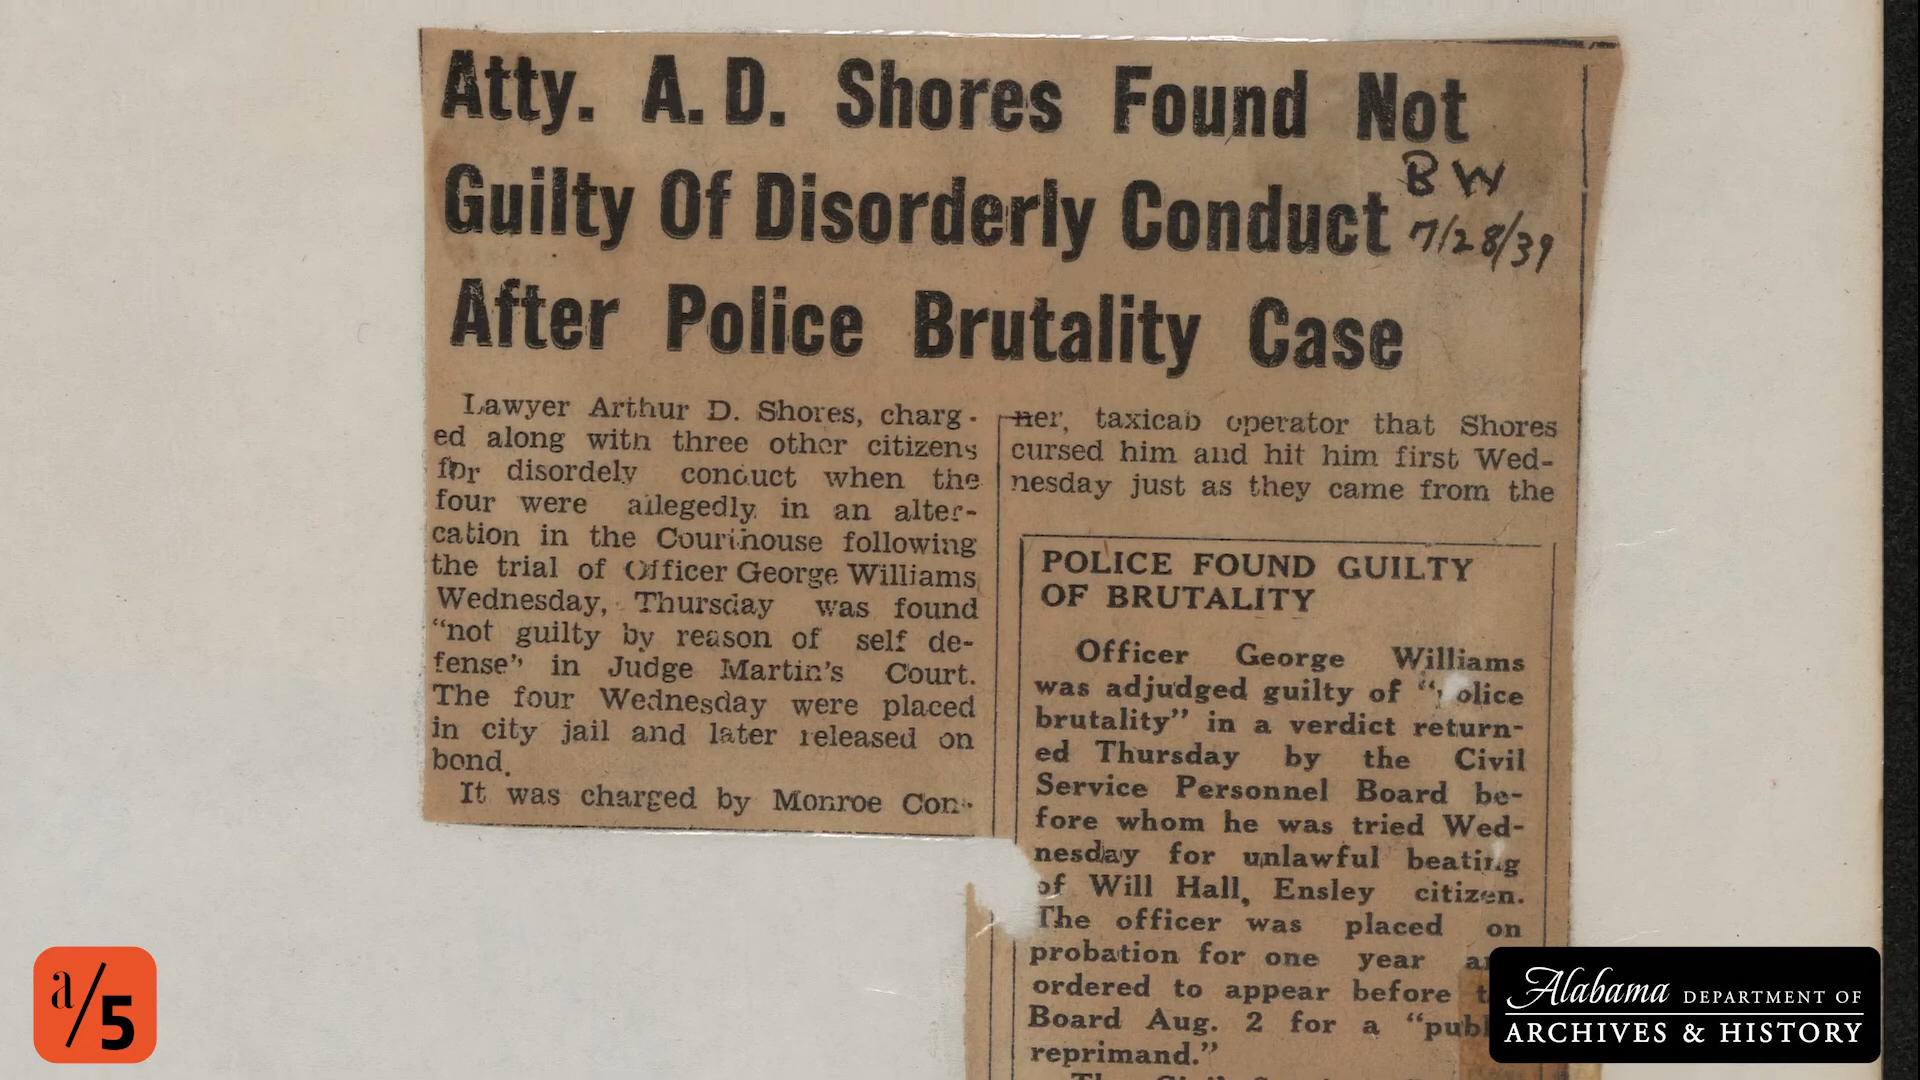 Atty. A. D. Shores Found Not
Guilty Of Disorderly Conduct
After Police Brutality Case
B W
7/28/39
Lawyer Arthur D. Shores, charg-
ed along with three other citizens
for disordely conduct when the
four were allegedly in an alter-
cation in the Courthouse following
the trial of Officer George Williams
Wednesday, Thursday was found
"not guilty by reason of self de-
fense" in Judge Martin's Court.
The four Wednesday were placed
in city jail and later released on
bond.
It was charged by Monroe Con-
ner, taxicab operator that Shores
cursed him and hit him first Wed-
nesday just as they came from the
POLICE FOUND GUILTY
OF BRUTALITY
Officer George Williams
was adjudged guilty of "police
brutality" in a verdict return-
ed Thursday by the Civil
Service Personnel Board be-
fore whom he was tried Wed-
nesday for unlawful beating
of Will Hall, Ensley citizen.
The officer was placed on
probation for one year
ordered to appear before
Board Aug. 2 for a "publ
reprimand."
a/5
Alabama DEPARTMENT OF
ARCHIVES & HISTORY